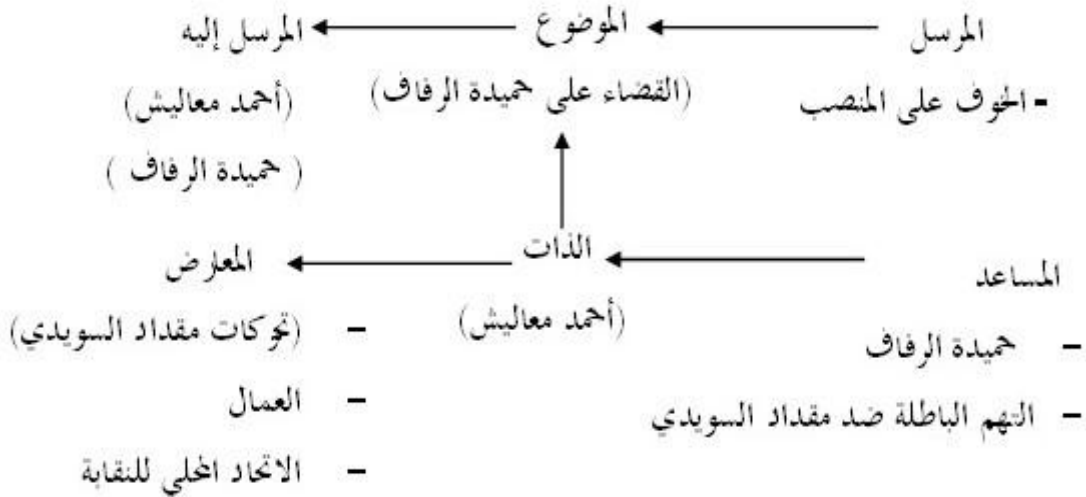 المرسل
الموضوع
المرسل إليه
- الخوف على المنصب
(القضاء على حميدة الرفاف)
(أحمد معاليش)
( حميدة الرفاف )
المساعد
الذات
المعارض
- حميدة الرفاف
(أحمد معاليش)
- (تحركات مقداد السويدي)
- التهم الباطلة ضد مقداد السويدي
- العمال
- الاتحاد المحلي للنقابة